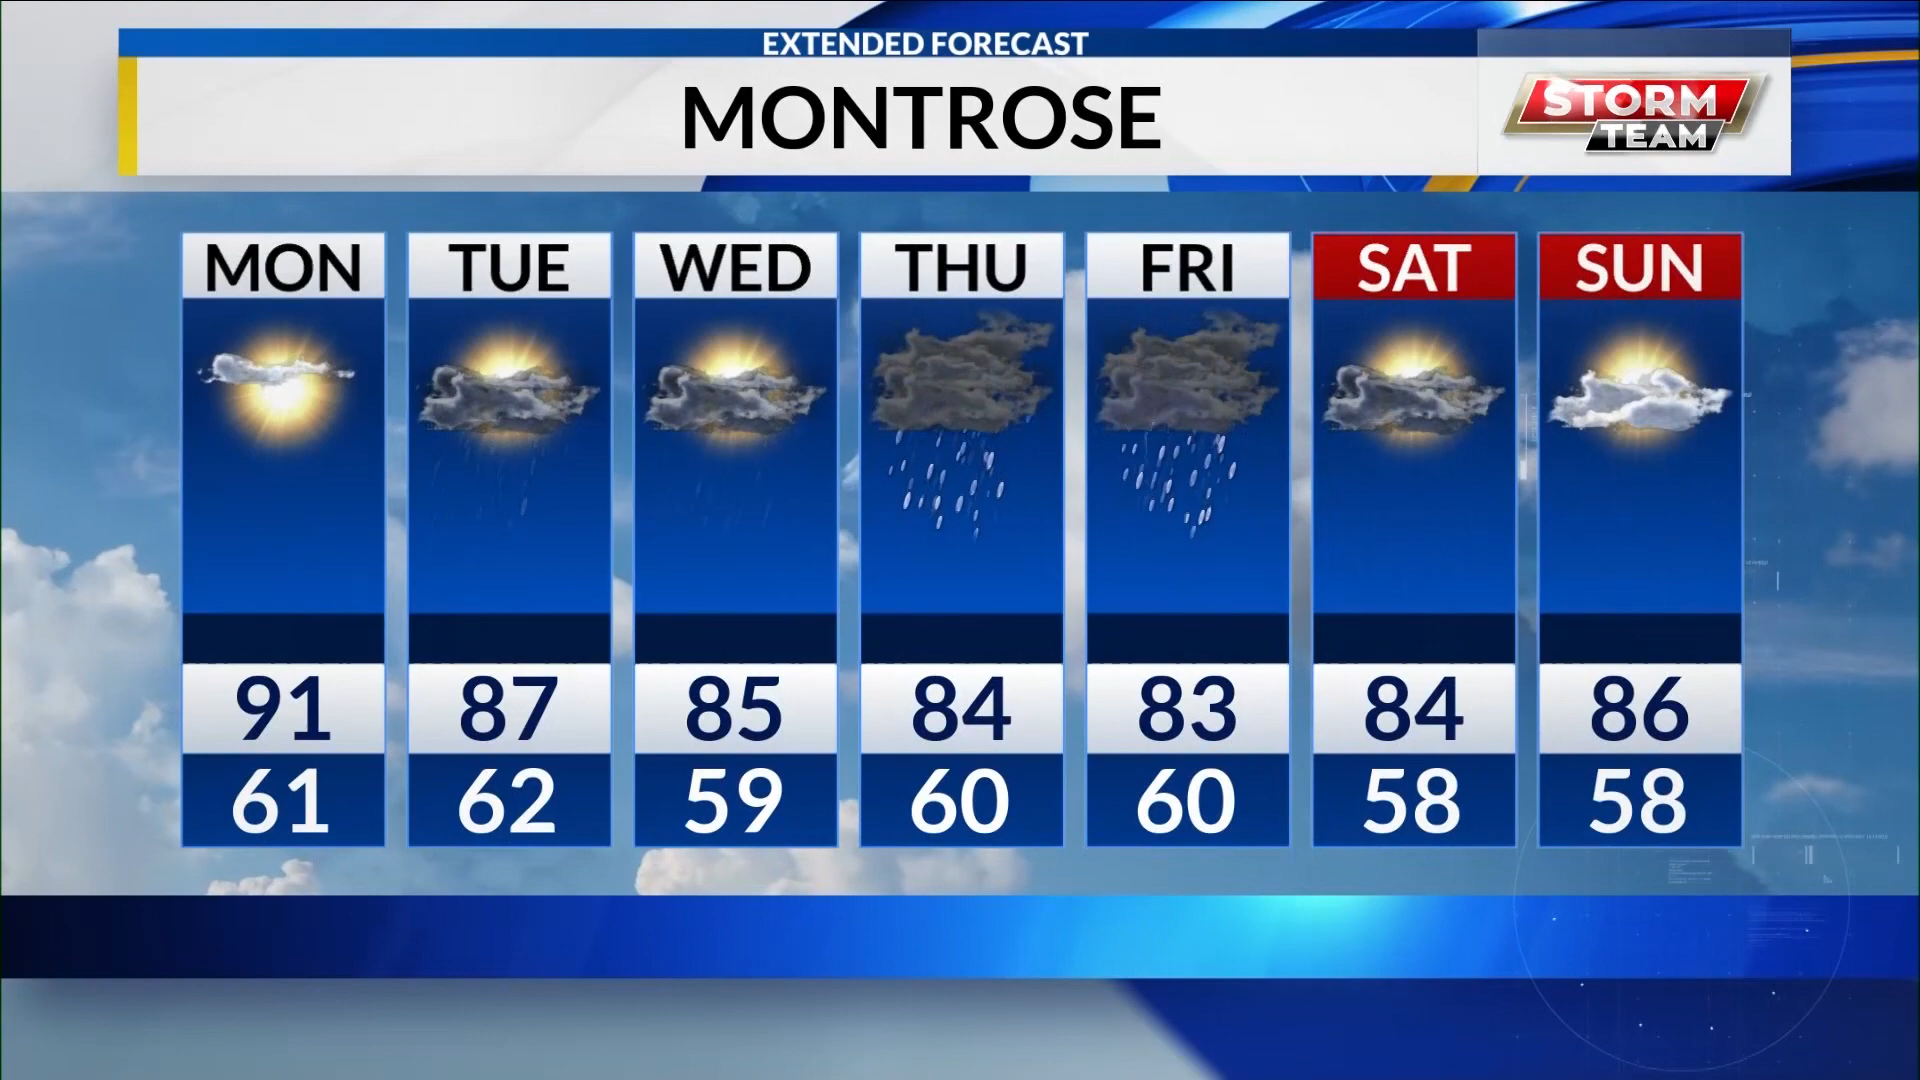 EXTENDED FORECAST
MONTROSE
STORM
TEAM
MON TUE WED THU FRI SAT SUN
91 87 85 84 83 84 86
61 62 59 60 60 58 58